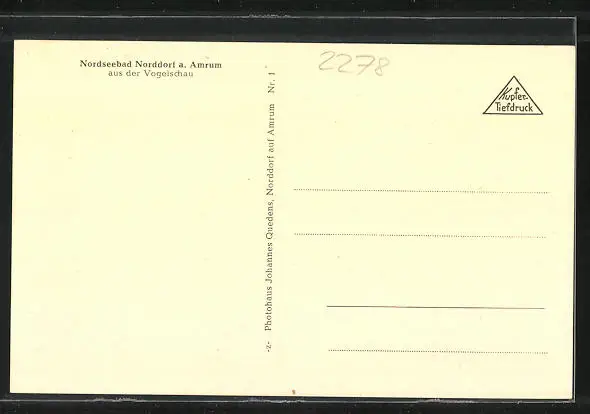 Nordseebad Norddorf a. Amrum
aus der Vogelschau
2278
Kupfer-
Tiefdruck
-z- Photohaus Johannes Quedens, Norddorf auf Amrum Nr. 1